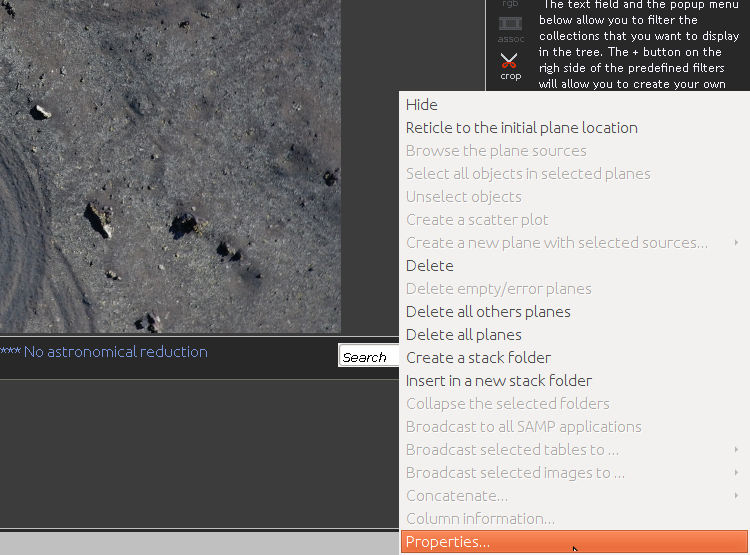 rgb
assoc
crop
The text field and the popup menu
below allow you to filter the
collections that you want to display
in the tree. The + button on the
righ side of the predefined filters
will allow you to create your own
Hide
Reticle to the initial plane location
Browse the plane sources
Select all objects in selected planes
Unselect objects
Create a scatter plot
Create a new plane with selected sources...
Delete
Delete empty/error planes
Delete all others planes
Delete all planes
Create a stack folder
Insert in a new stack folder
Collapse the selected folders
Broadcast to all SAMP applications
Broadcast selected tables to ...
Broadcast selected images to ...
Concatenate...
Column information...
Properties...
*** No astronomical reduction
Search